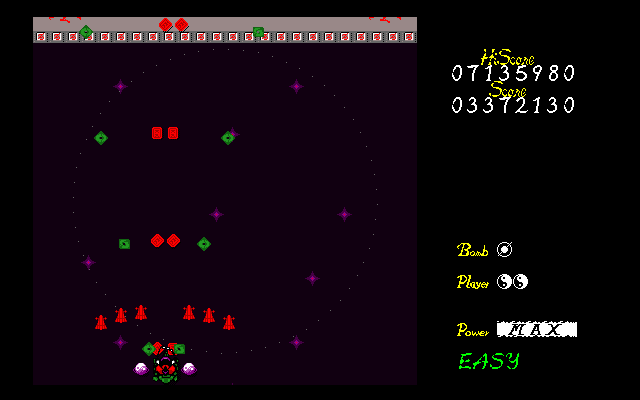 HiScore
07135980
Score
03372130
Bomb
Player
Power MAX
EASY